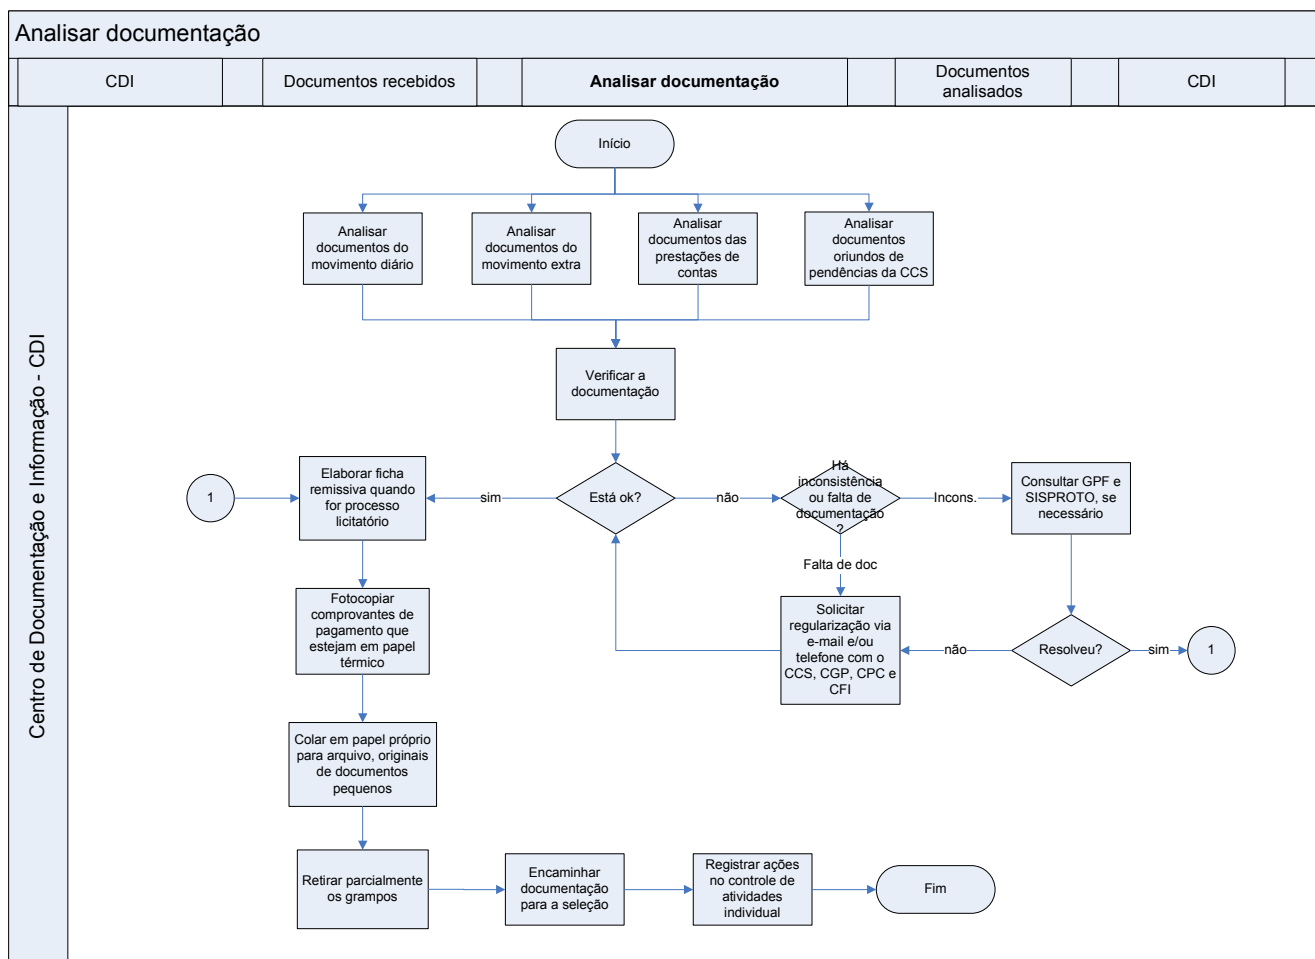 Analisar documentação
CDI
Documentos recebidos
Analisar documentação
Documentos
analisados
CDI
Centro de Documentação e Informação - CDI
Início
Analisar
documentos do
movimento diário
Analisar
documentos do
movimento extra
Analisar
documentos das
prestações de
contas
Analisar
documentos
oriundos de
pendências da CCS
Verificar a
documentação
1
Elaborar ficha
remissiva quando
for processo
licitatório
sim
Está ok?
não
Há
inconsistência
ou falta de
documentação
?
Incons.
Consultar GPF e
SISPROTO, se
necessário
Falta de doc
Fotocopiar
comprovantes de
pagamento que
estejam em papel
térmico
Solicitar
regularização via
e-mail e/ou
telefone com o
CCS, CGP, CPC e
CFI
não
Resolveu?
sim
1
Colar em papel próprio
para arquivo, originais
de documentos
pequenos
Retirar parcialmente
os grampos
Encaminhar
documentação
para a seleção
Registrar ações
no controle de
atividades
individual
Fim